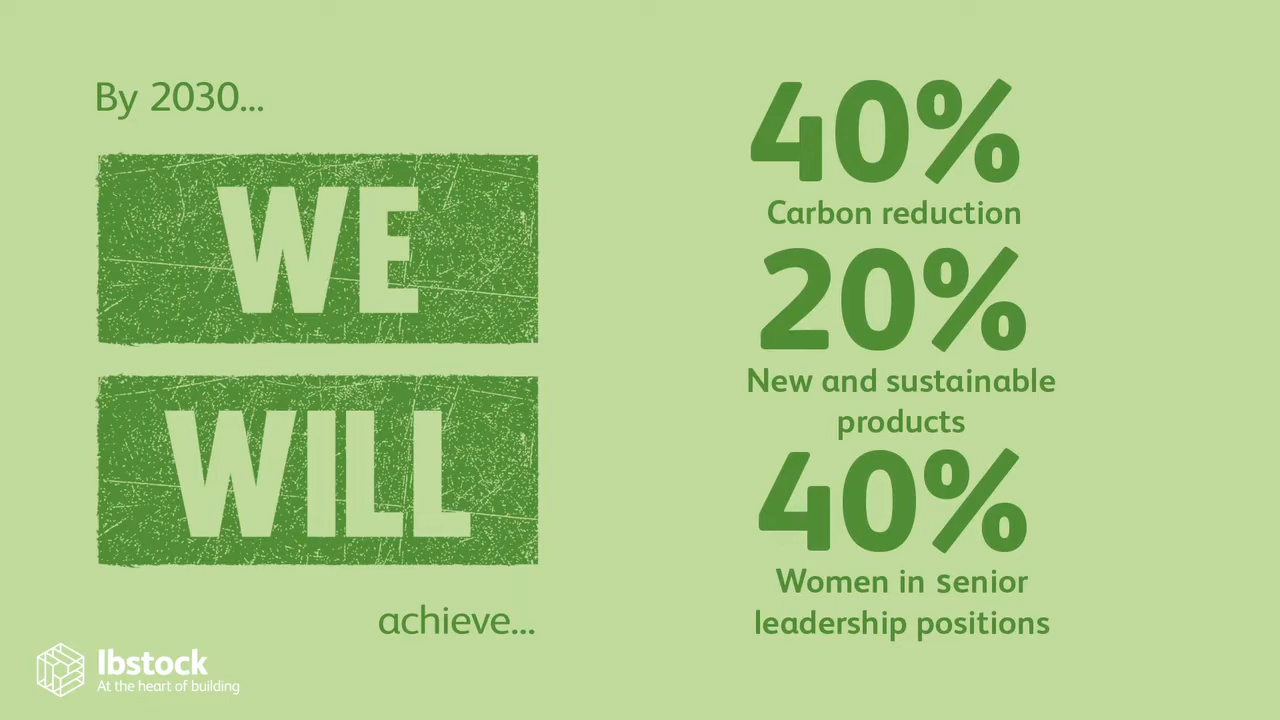 By 2030...
WE
WILL
achieve...
40%
Carbon reduction
20%
New and sustainable
products
40%
Women in senior
leadership positions
Ibstock
At the heart of building